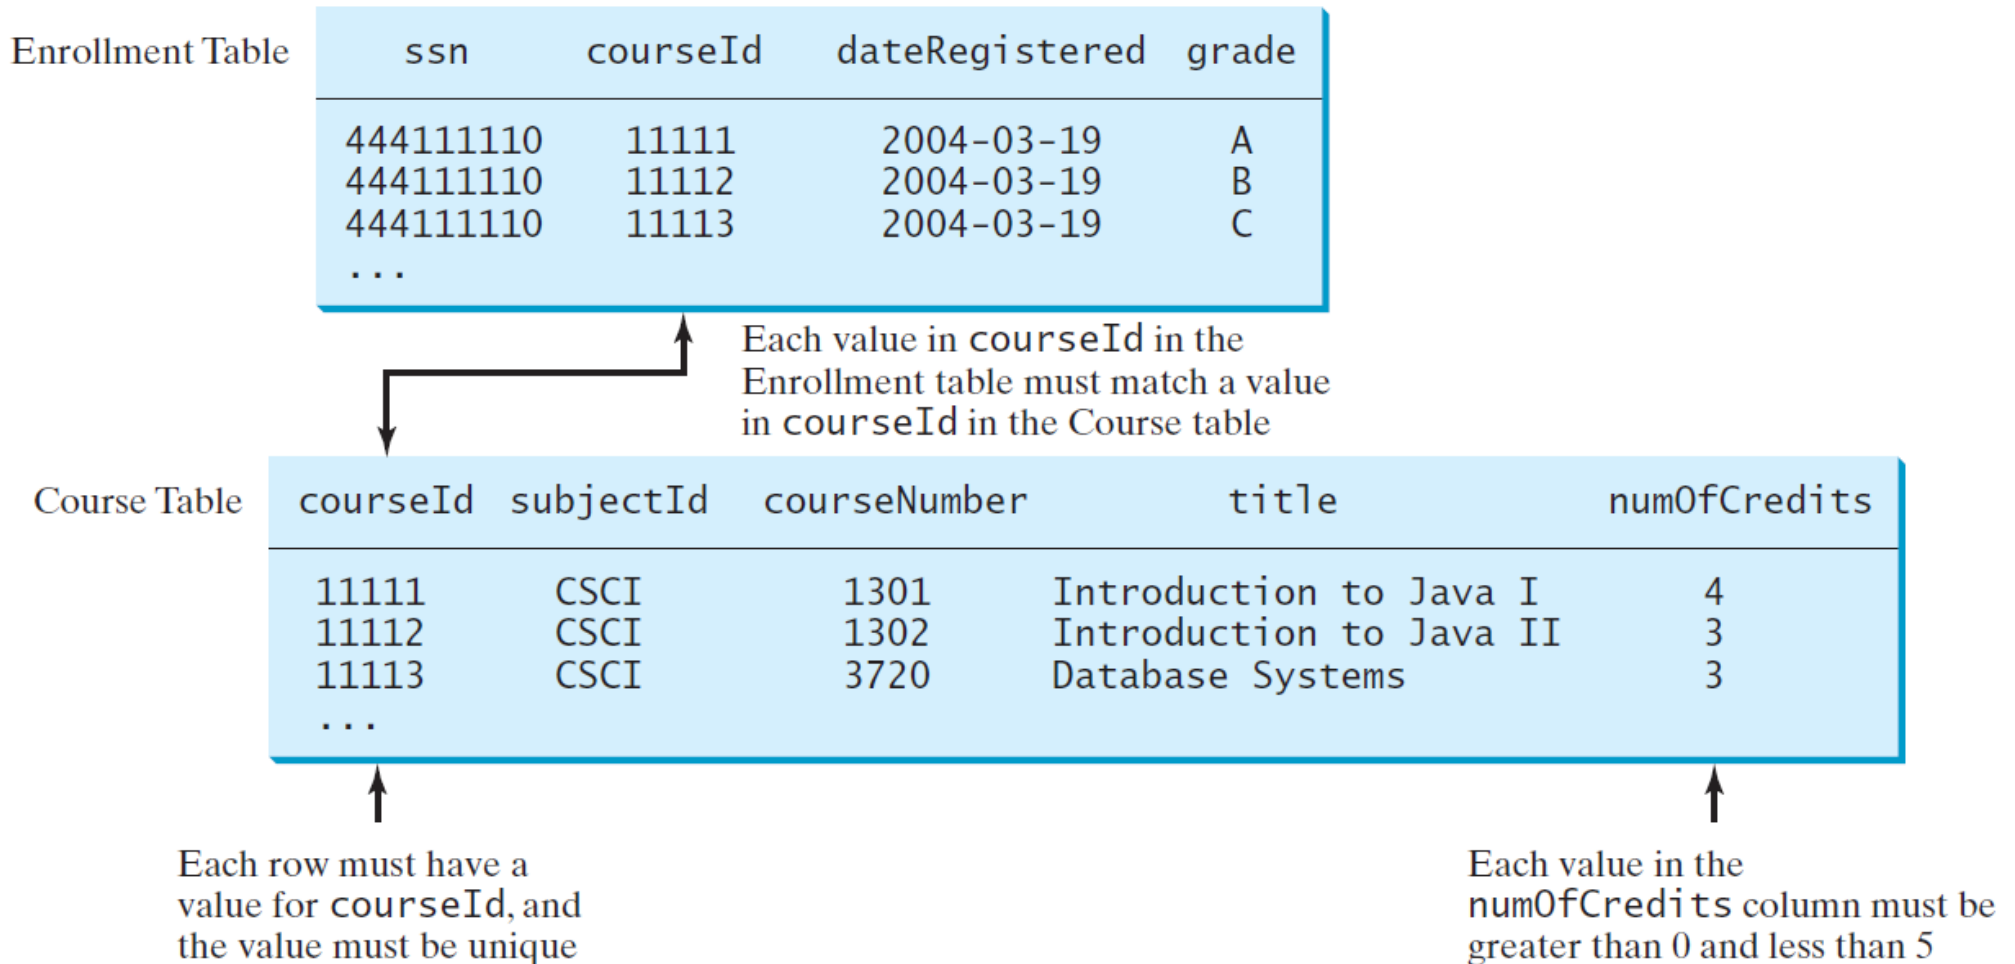 Enrollment Table ssn courseId dateRegistered grade
444111110 11111 2004-03-19 A
444111110 11112 2004-03-19 B
444111110 11113 2004-03-19 C
...
Each value in courseId in the
Enrollment table must match a value
in courseId in the Course table
Course Table courseId subjectId courseNumber title numOfCredits
11111 CSCI 1301 Introduction to Java I 4
11112 CSCI 1302 Introduction to Java II 3
11113 CSCI 3720 Database Systems 3
...
Each row must have a
value for courseId, and
the value must be unique
Each value in the
numOfCredits column must be
greater than 0 and less than 5